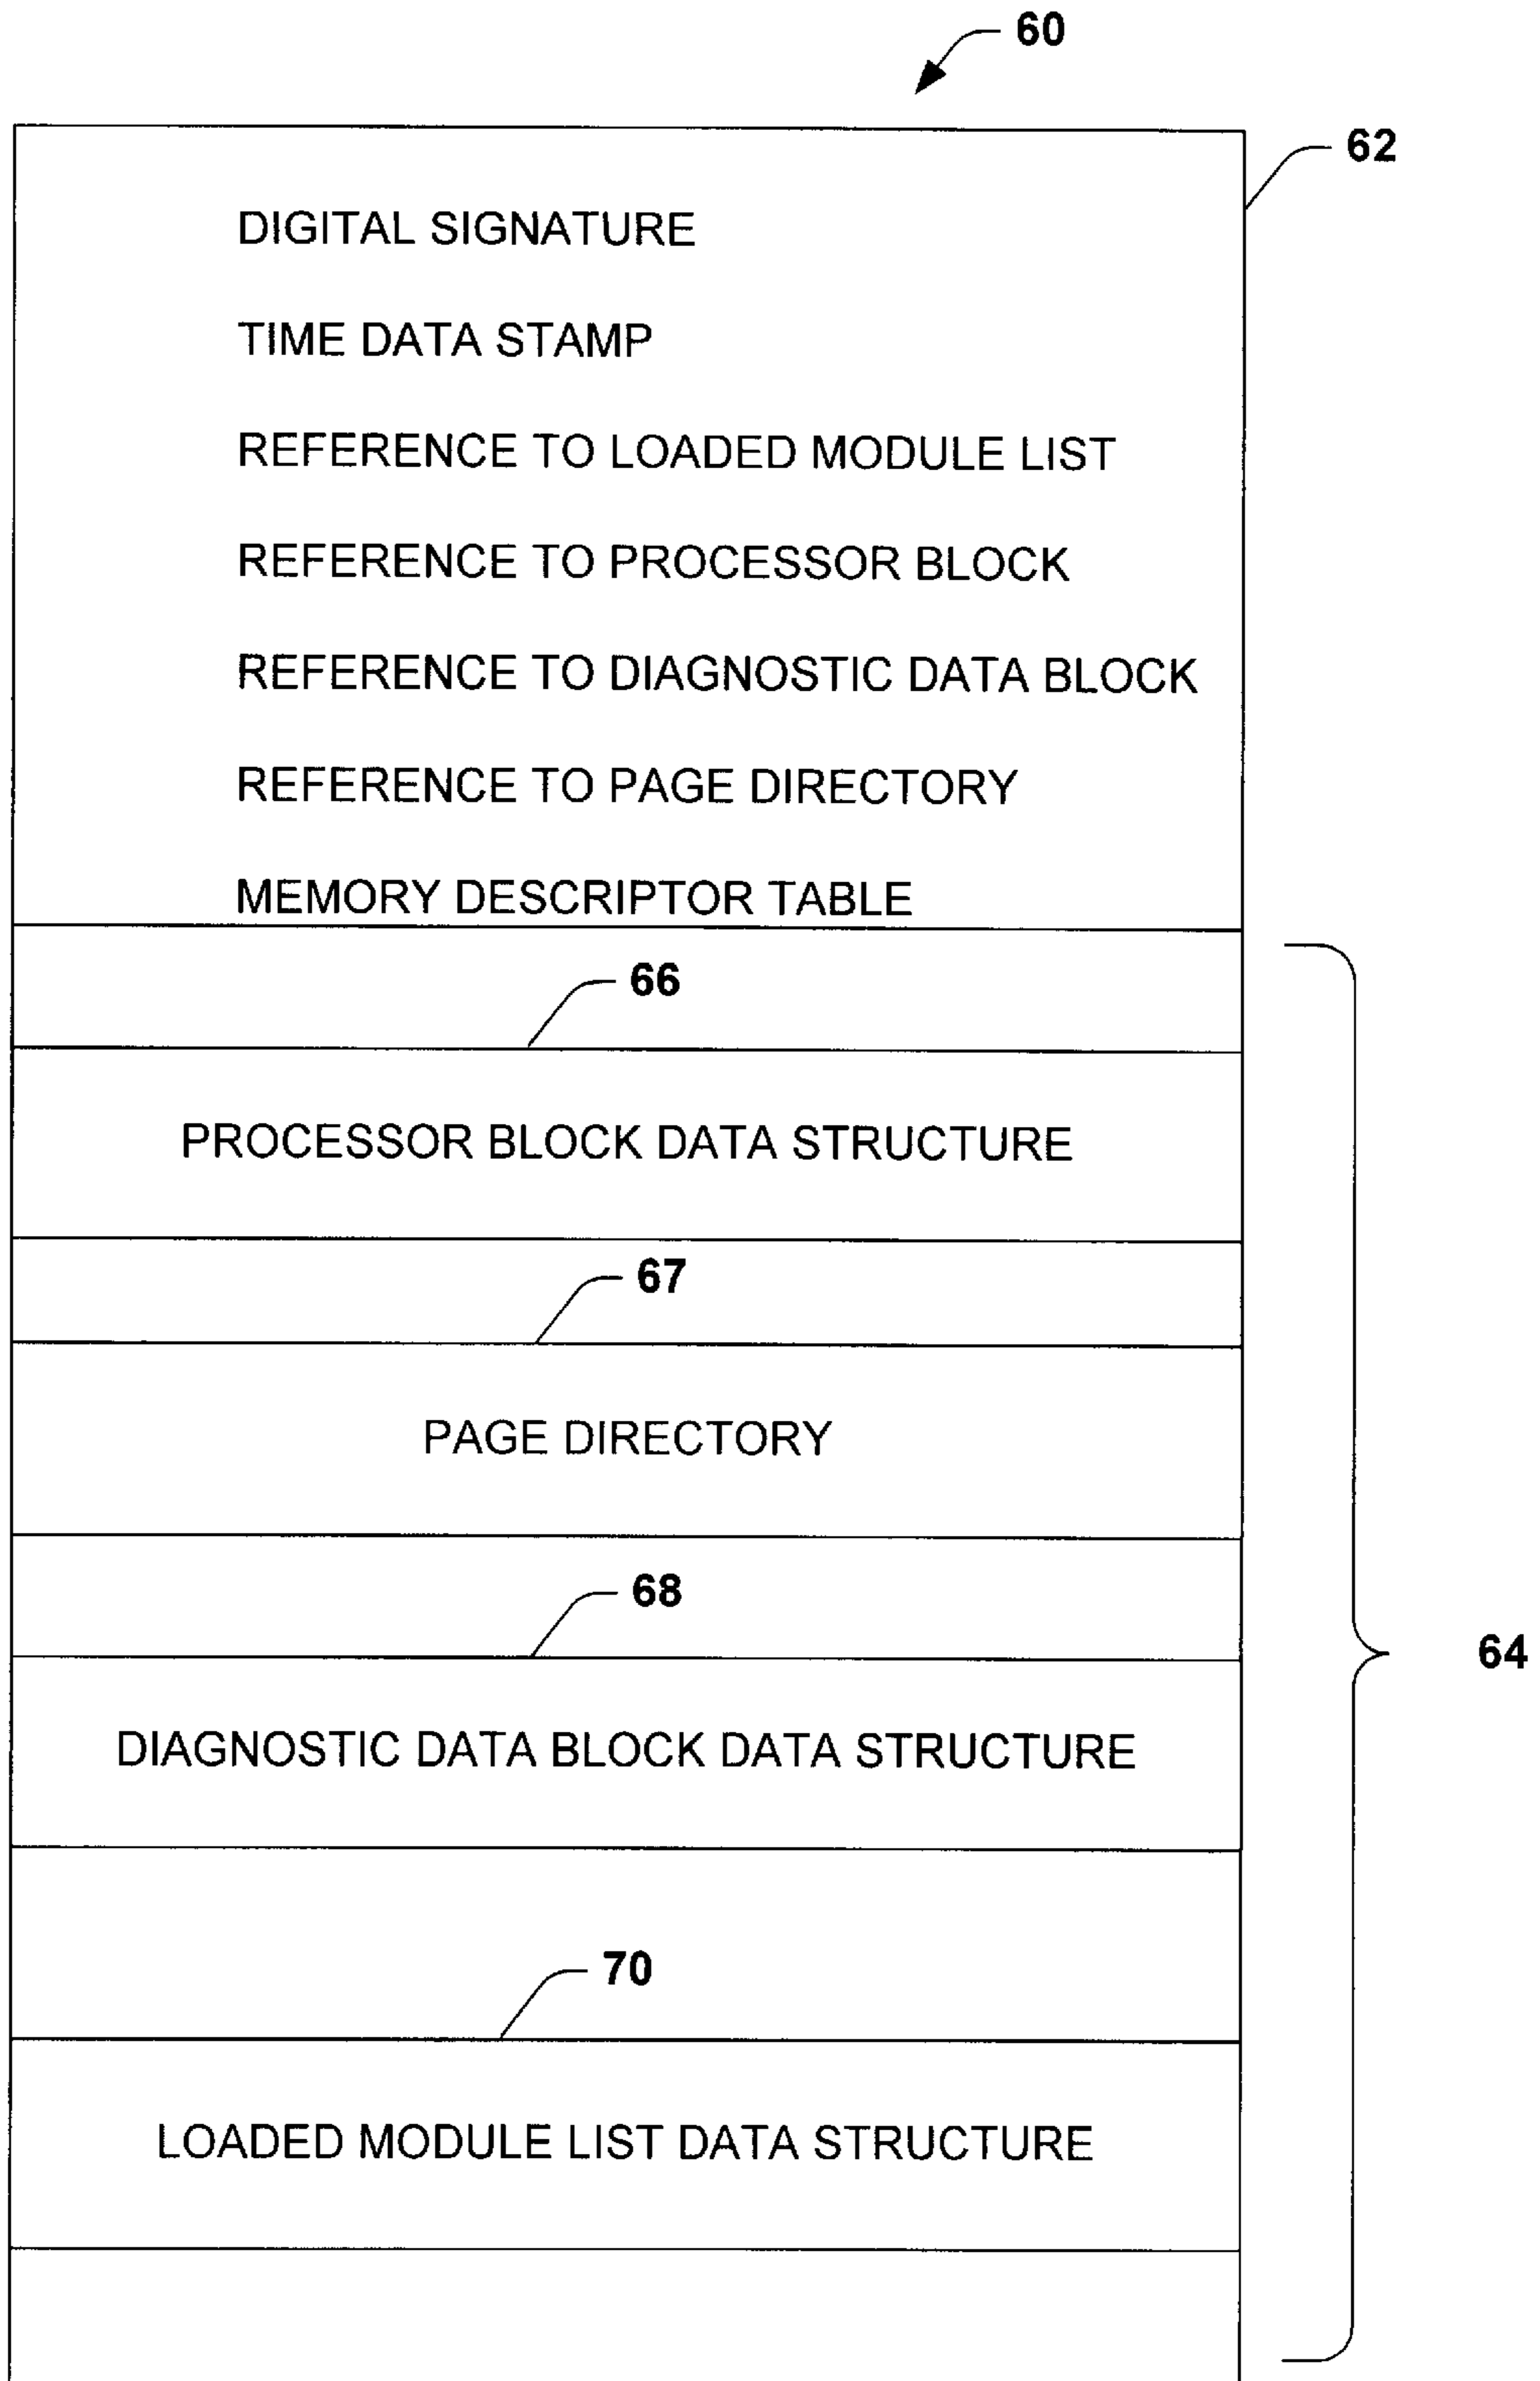 60
62
DIGITAL SIGNATURE
TIME DATA STAMP
REFERENCE TO LOADED MODULE LIST
REFERENCE TO PROCESSOR BLOCK
REFERENCE TO DIAGNOSTIC DATA BLOCK
REFERENCE TO PAGE DIRECTORY
MEMORY DESCRIPTOR TABLE
66
PROCESSOR BLOCK DATA STRUCTURE
67
PAGE DIRECTORY
68
64
DIAGNOSTIC DATA BLOCK DATA STRUCTURE
70
LOADED MODULE LIST DATA STRUCTURE